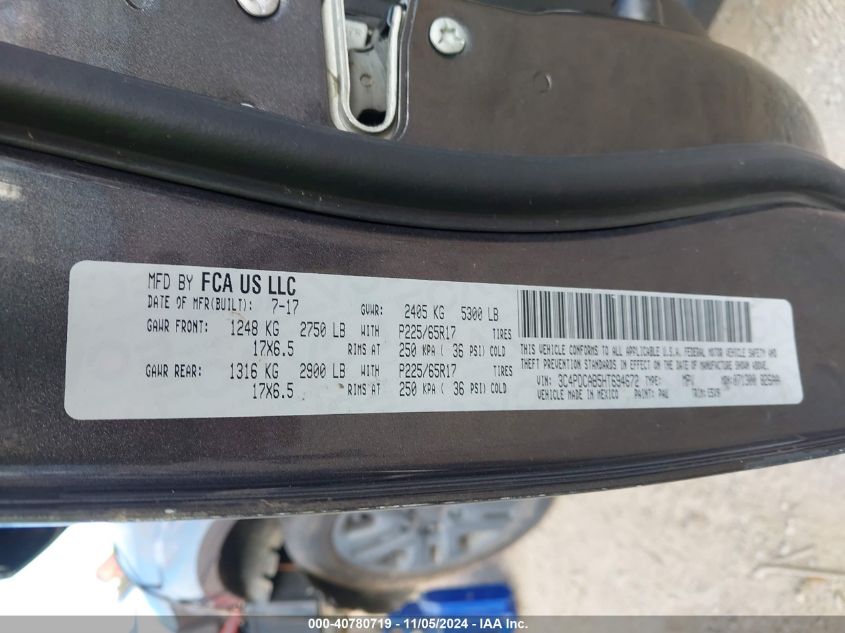 MFD BY FCA US LLC
DATE OF MFR(BUILT): 7-17 GVWR: 2405 KG 5300 LB
GAWR FRONT: 1248 KG 2750 LB WITH P225/65R17 TIRES
17X6.5 RIMS AT 250 KPA ( 36 PSI) COLD
GAWR REAR: 1316 KG 2900 LB WITH P225/65R17 TIRES
17X6.5 RIMS AT 250 KPA ( 36 PSI) COLD
THIS VEHICLE CONFORMS TO ALL APPLICABLE U.S.A. FEDERAL MOTOR VEHICLE SAFETY AND
THEFT PREVENTION STANDARDS IN EFFECT ON THE DATE OF MANUFACTURE SHOWN ABOVE.
VIN: 3C4PDCAB5HT694672 TYPE: MPV
VEHICLE MADE IN MEXICO PAINT: PAU TRIM:
000-40780719 - 11/05/2024 - IAA Inc.